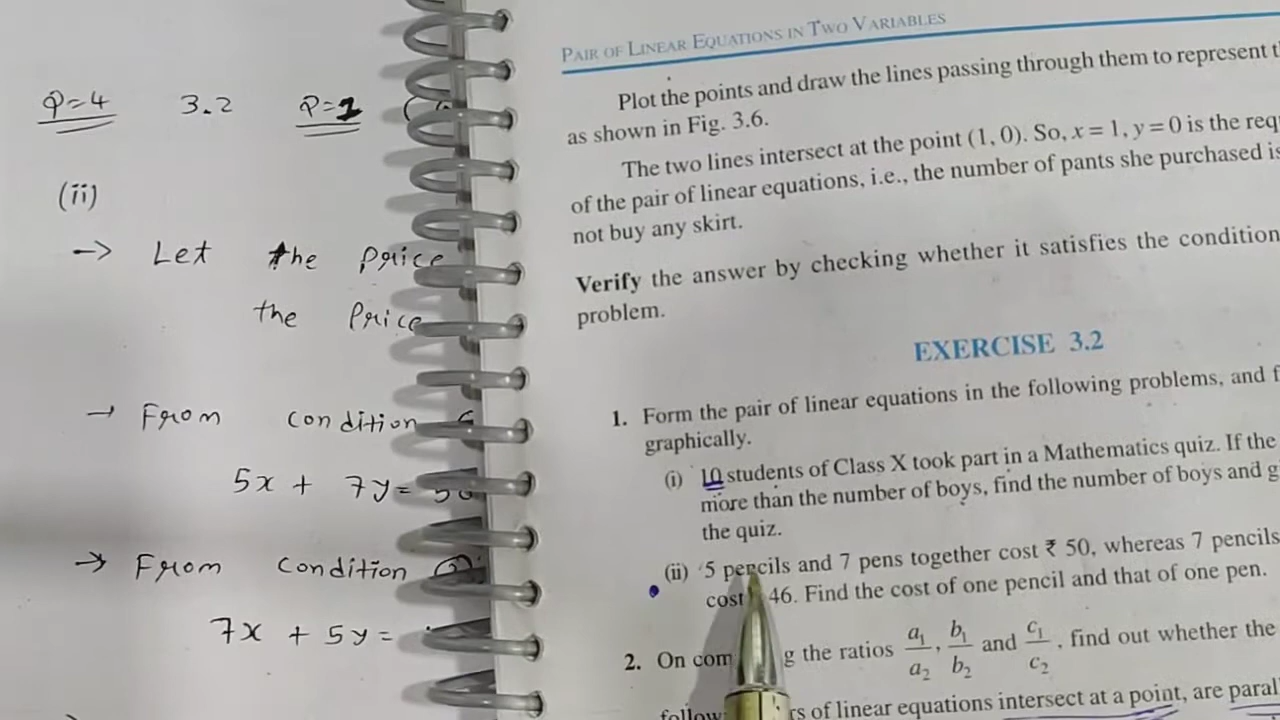 P=4 3.2 P=1
(ii)
→ Let the price
the price
→ From condition
5x + 7y = 50
→ From condition ②
7x + 5y =
PAIR OF LINEAR EQUATIONS IN TWO VARIABLES
Plot the points and draw the lines passing through them to represent
as shown in Fig. 3.6.
The two lines intersect at the point (1, 0). So, x = 1, y = 0 is the
of the pair of linear equations, i.e., the number of pants she purchased is
not buy any skirt.
Verify the answer by checking whether it satisfies the condition
problem.
EXERCISE 3.2
1. Form the pair of linear equations in the following problems, and
graphically.
(i) 10 students of Class X took part in a Mathematics quiz. If the
more than the number of boys, find the number of boys and
the quiz.
(ii) 5 pencils and 7 pens together cost ₹ 50, whereas 7 pencils
cost 46. Find the cost of one pencil and that of one pen.
2. On the ratios a₁/a₂, b₁/b₂ and c₁/c₂, find out whether the
of linear equations intersect at a point, are